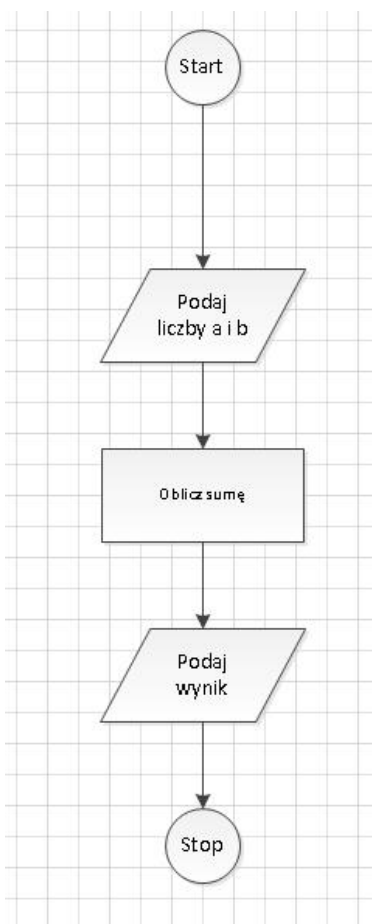 Start
Podaj
liczby a i b
Oblicz sumę
Podaj
wynik
Stop